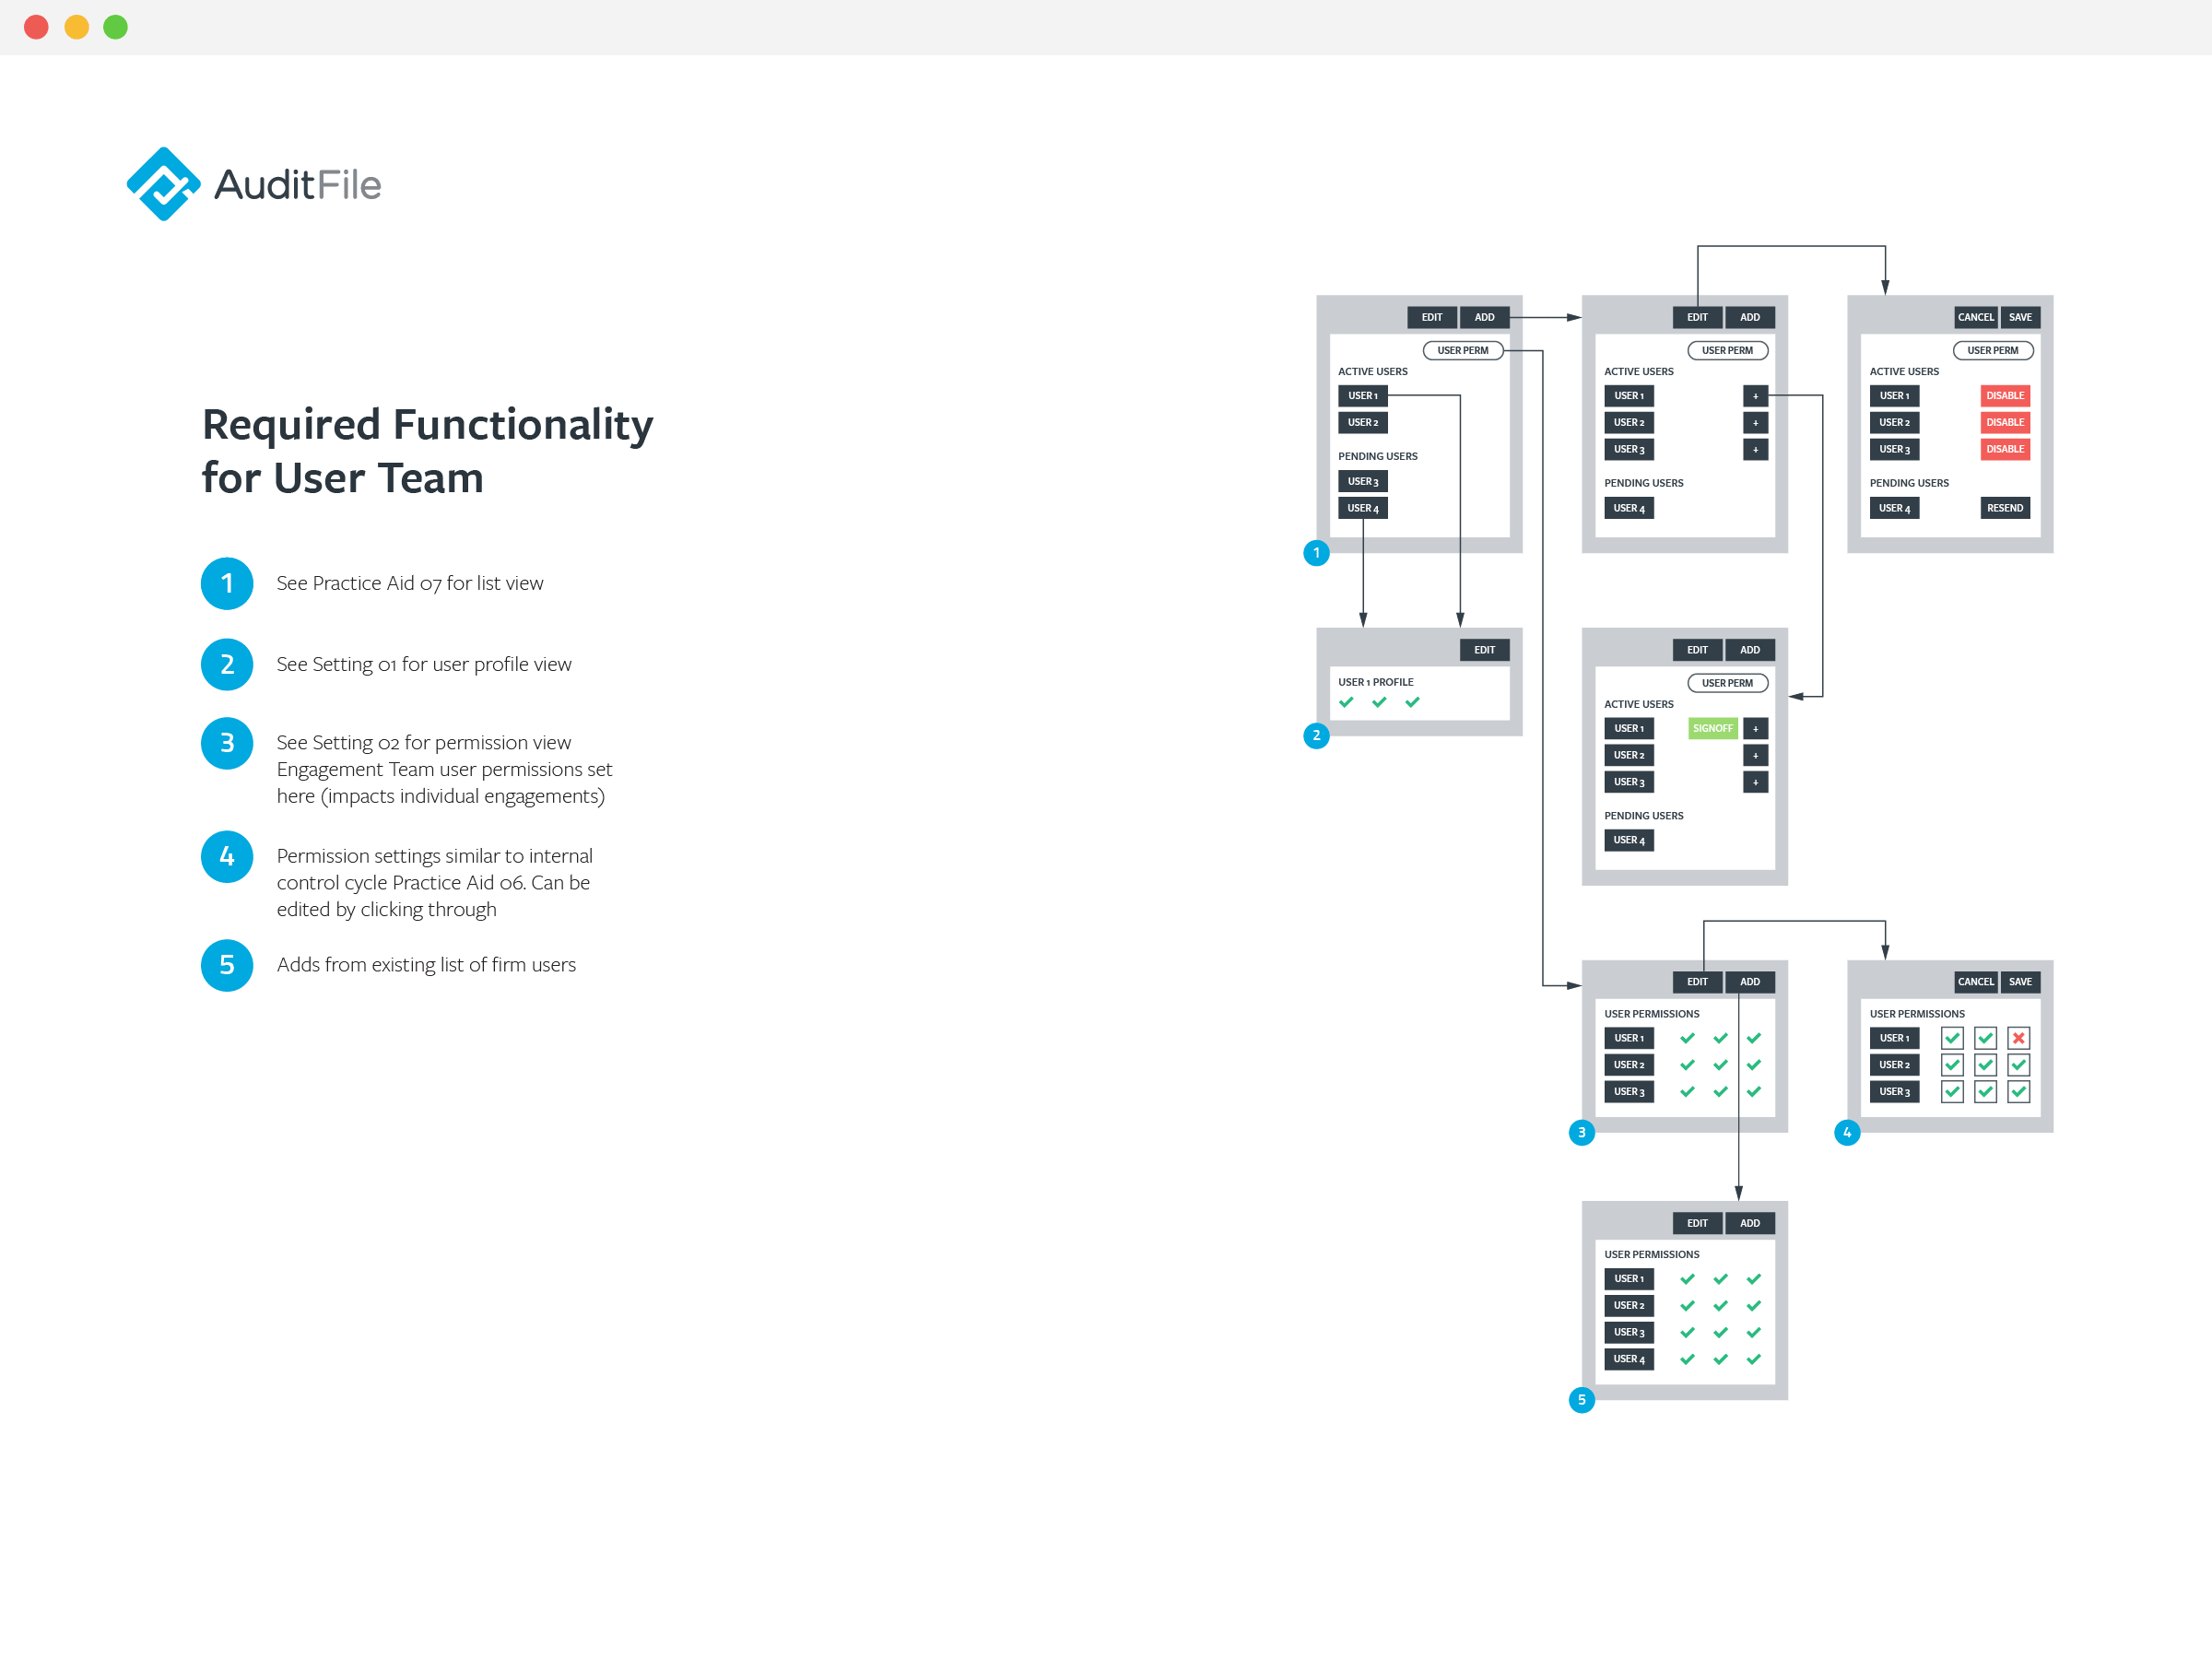 AuditFile
Required Functionality
for User Team
1 See Practice Aid 07 for list view
2 See Setting 01 for user profile view
3 See Setting 02 for permission view
Engagement Team user permissions set
here (impacts individual engagements)
4 Permission settings similar to internal
control cycle Practice Aid 06. Can be
edited by clicking through
5 Adds from existing list of firm users
EDIT ADD
USER PERM
ACTIVE USERS
USER 1
USER 2
PENDING USERS
USER 3
USER 4
1
EDIT ADD
USER PERM
ACTIVE USERS
USER 1 +
USER 2 +
USER 3 +
PENDING USERS
USER 4
CANCEL SAVE
USER PERM
ACTIVE USERS
USER 1 DISABLE
USER 2 DISABLE
USER 3 DISABLE
PENDING USERS
USER 4 RESEND
EDIT
USER 1 PROFILE
2
EDIT ADD
USER PERM
ACTIVE USERS
USER 1 SIGNOFF +
USER 2 +
USER 3 +
PENDING USERS
USER 4
EDIT ADD
USER PERMISSIONS
USER 1
USER 2
USER 3
3
CANCEL SAVE
USER PERMISSIONS
USER 1
USER 2
USER 3
4
EDIT ADD
USER PERMISSIONS
USER 1
USER 2
USER 3
USER 4
5